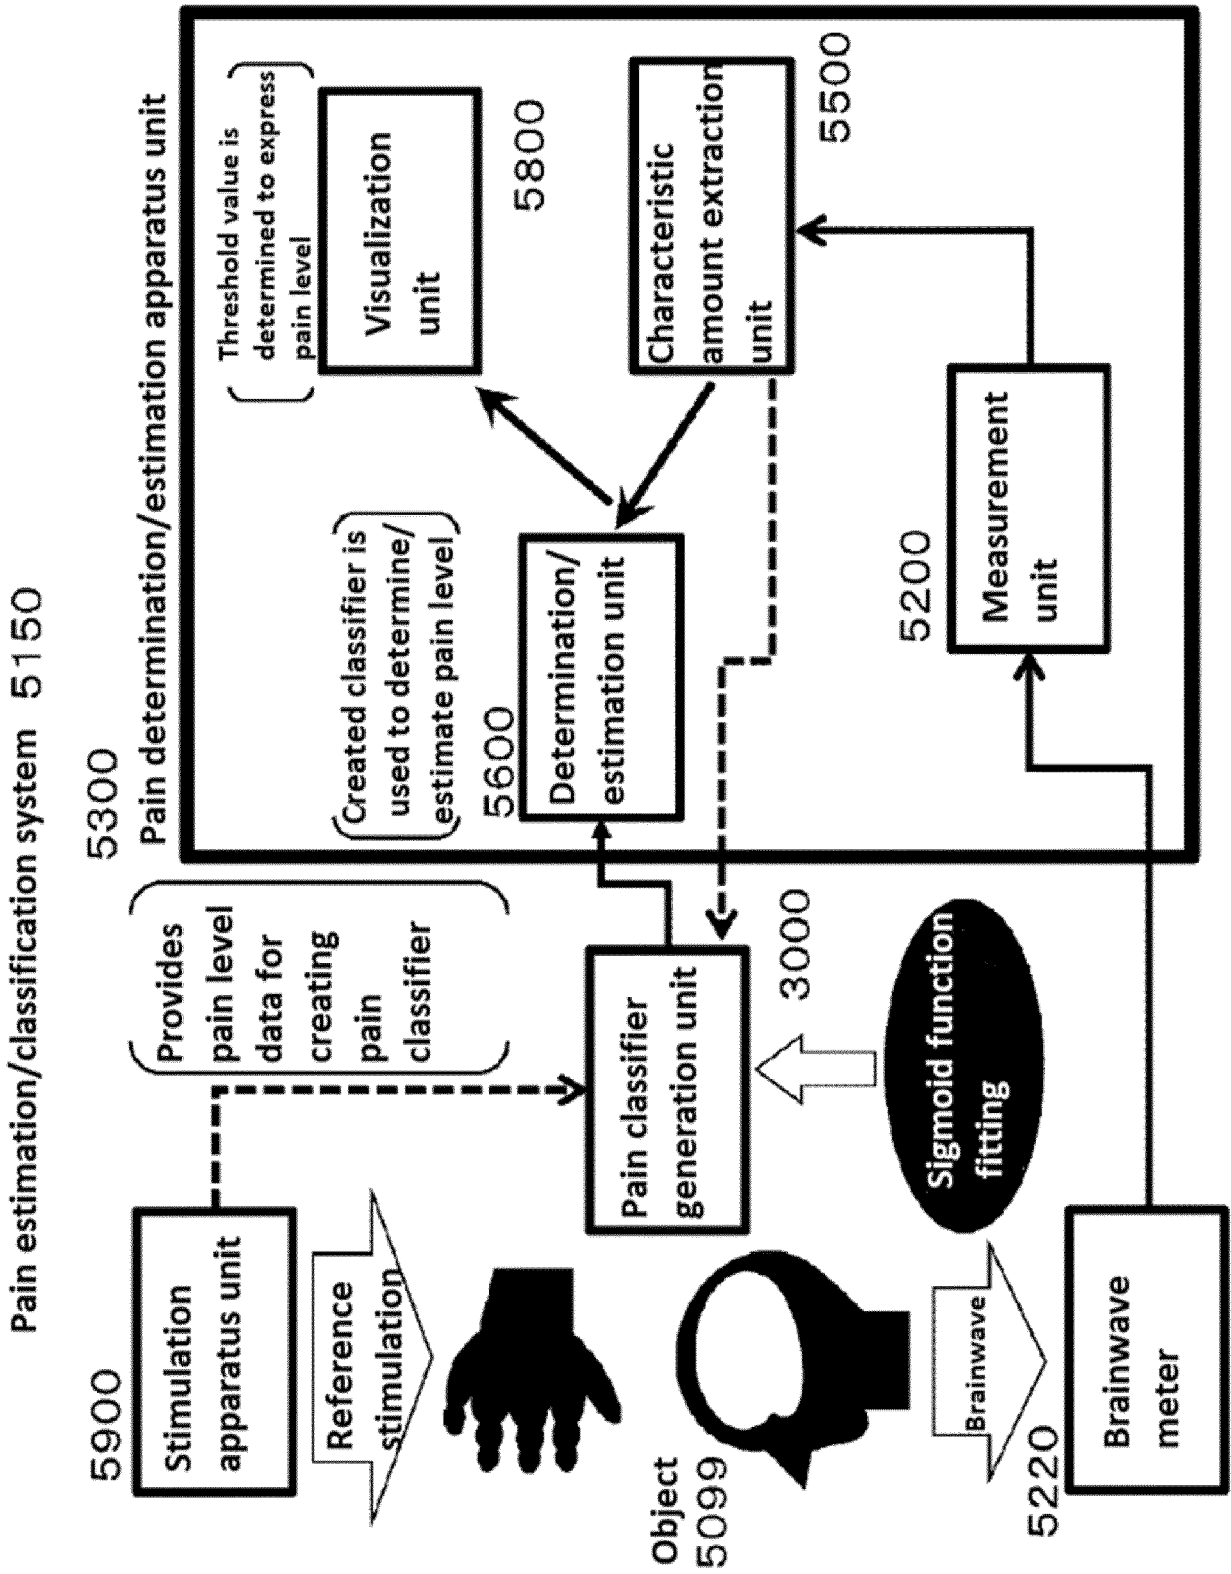 Pain estimation/classification system 5150
5300
Pain determination/estimation apparatus unit
5900
Stimulation
apparatus unit
Reference
stimulation
Provides
pain level
data for
creating
pain
classifier
Created classifier is
used to determine/
estimate pain level
Threshold value is
determined to express
pain level
Visualization
unit
5800
5600
Determination/
estimation unit
Characteristic
amount extraction
unit
5500
Pain classifier
generation unit
3000
Sigmoid function
fitting
Object
5099
Brainwave
5220
Brainwave
meter
5200
Measurement
unit